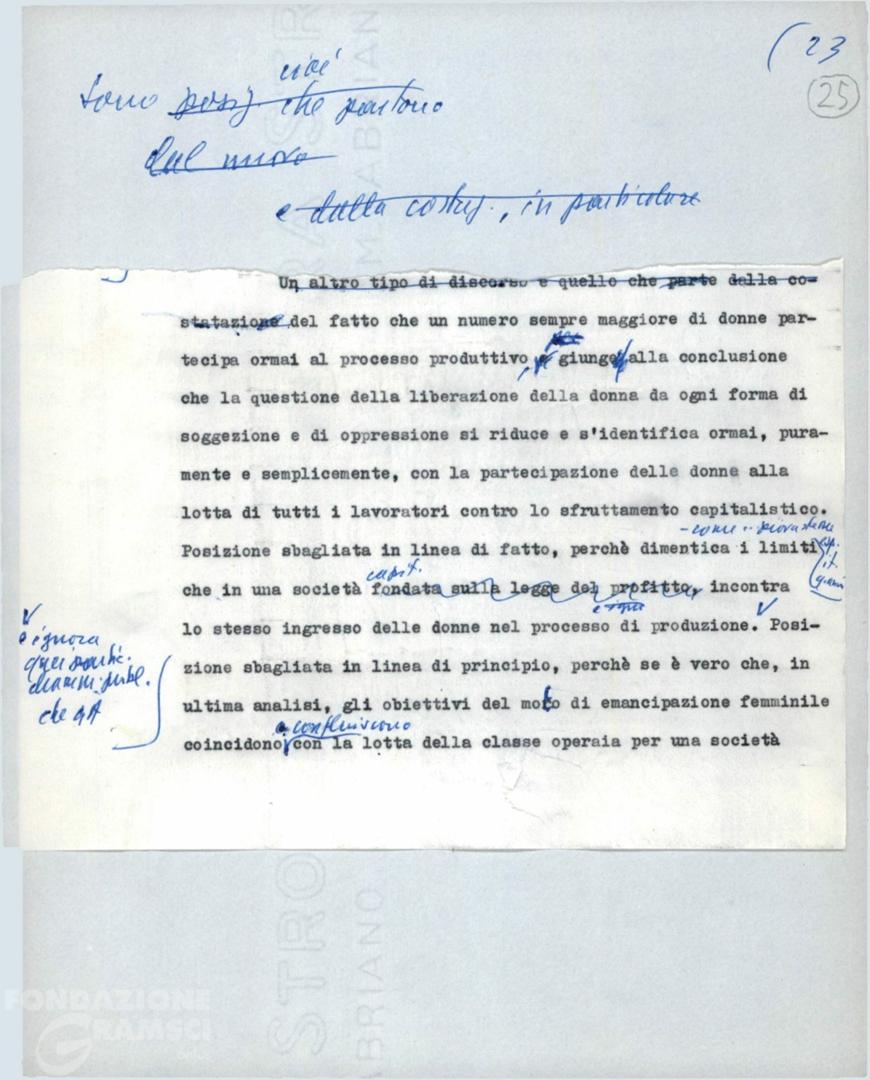 (23
25
cioè
sono posiz. che partono
dal nuovo
e dalla costaz., in particolare
Un altro tipo di discorso e quello che parte dalla co-
statazione del fatto che un numero sempre maggiore di donne par-
tecipa ormai al processo produttivo e giunge alla conclusione
che la questione della liberazione della donna da ogni forma di
soggezione e di oppressione si riduce e s'identifica ormai, pura-
mente e semplicemente, con la partecipazione delle donne alla
lotta di tutti i lavoratori contro lo sfruttamento capitalistico.
- come
Posizione sbagliata in linea di fatto, perchè dimentica i limiti
capit.
che in una società fondata sulla legge del profitto, incontra
lo stesso ingresso delle donne nel processo di produzione. Posi-
e ignora
zione sbagliata in linea di principio, perchè se è vero che, in
che gli
ultima analisi, gli obiettivi del moto di emancipazione femminile
e confluiscono
coincidono con la lotta della classe operaia per una società
FONDAZIONE
GRAMSCI